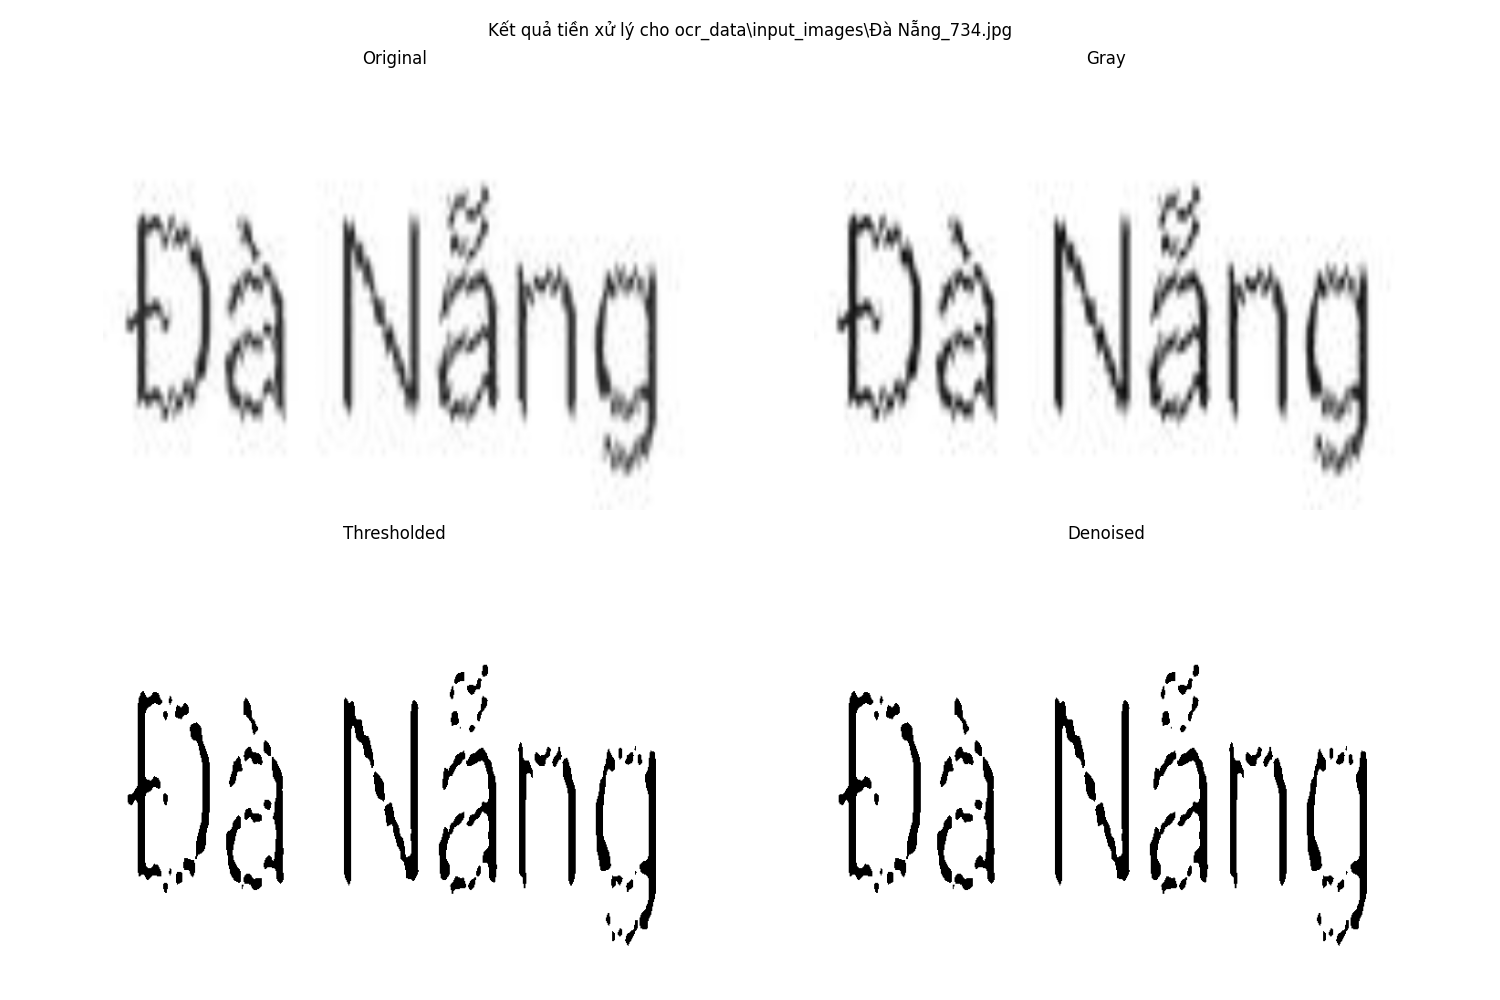 Kết quả tiền xử lý cho ocr_data\input_images\Đà Nẵng_734.jpg
Original
Gray
Đà Nẵng
Đà Nẵng
Thresholded
Denoised
Đà Nẵng
Đà Nẵng